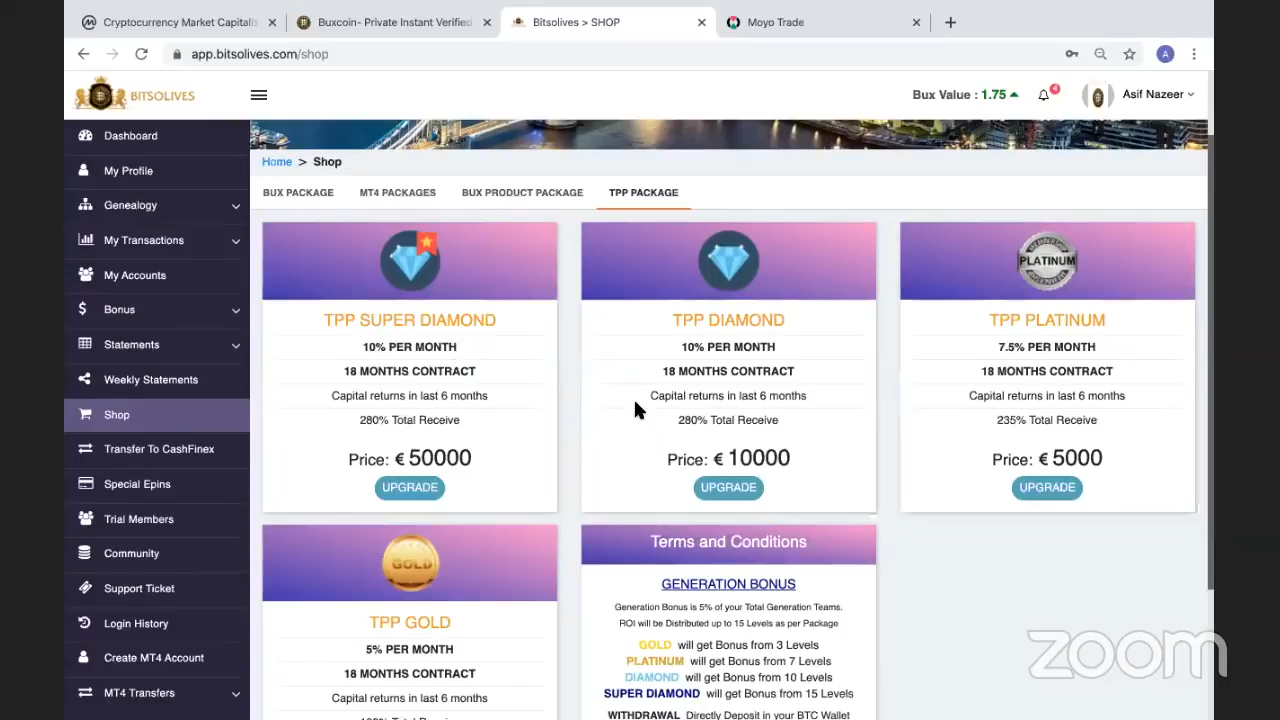 Cryptocurrency Market Capitaliz
Buxcoin- Private Instant Verified
Bitsolives > SHOP
Moyo Trade
app.bitsolives.com/shop
A
BITSOLIVES
Bux Value : 1.75
4
Asif Nazeer
Dashboard
My Profile
Genealogy
My Transactions
My Accounts
Bonus
Statements
Weekly Statements
Shop
Transfer To CashFinex
Special Epins
Trial Members
Community
Support Ticket
Login History
Create MT4 Account
MT4 Transfers
Home > Shop
BUX PACKAGE
MT4 PACKAGES
BUX PRODUCT PACKAGE
TPP PACKAGE
TPP SUPER DIAMOND
10% PER MONTH
18 MONTHS CONTRACT
Capital returns in last 6 months
280% Total Receive
Price: € 50000
UPGRADE
TPP DIAMOND
10% PER MONTH
18 MONTHS CONTRACT
Capital returns in last 6 months
280% Total Receive
Price: € 10000
UPGRADE
PLATINUM
TPP PLATINUM
7.5% PER MONTH
18 MONTHS CONTRACT
Capital returns in last 6 months
235% Total Receive
Price: € 5000
UPGRADE
GOLD
TPP GOLD
5% PER MONTH
18 MONTHS CONTRACT
Capital returns in last 6 months
Terms and Conditions
GENERATION BONUS
Generation Bonus is 5% of your Total Generation Teams.
ROI will be Distributed up to 15 Levels as per Package
GOLD will get Bonus from 3 Levels
PLATINUM will get Bonus from 7 Levels
DIAMOND will get Bonus from 10 Levels
SUPER DIAMOND will get Bonus from 15 Levels
WITHDRAWAL Directly Deposit in your BTC Wallet
zoom